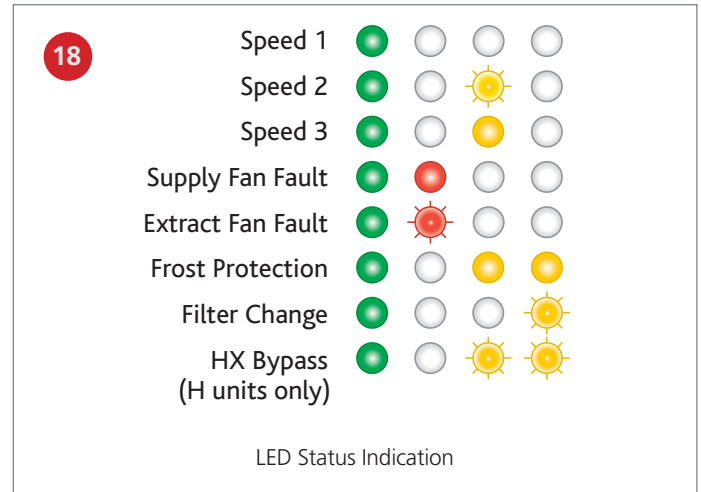 18
Speed 1
Speed 2
Speed 3
Supply Fan Fault
Extract Fan Fault
Frost Protection
Filter Change
HX Bypass
(H units only)
LED Status Indication